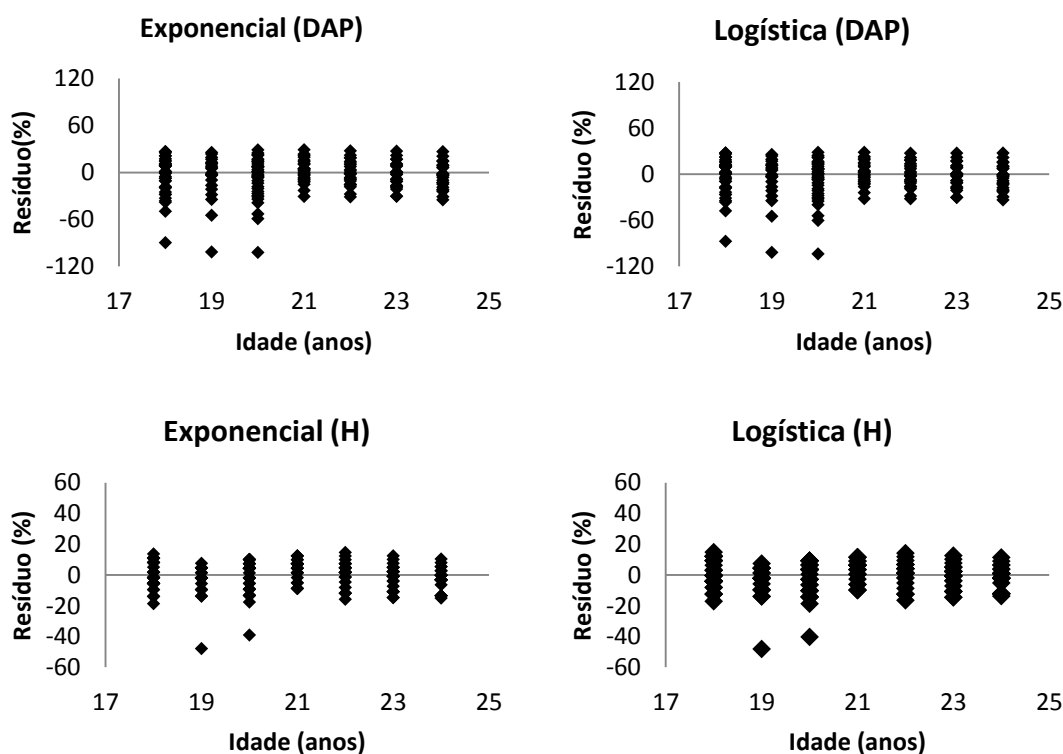 Exponencial (DAP)
120
60
0
-60
-120
Resíduo(%)
17 19 21 23 25
Idade (anos)
Logística (DAP)
120
60
0
-60
-120
Resíduo (%)
17 19 21 23 25
Idade (anos)
Exponencial (H)
60
40
20
0
-20
-40
-60
Resíduo (%)
17 19 21 23 25
Idade (anos)
Logística (H)
60
40
20
0
-20
-40
-60
Resíduo (%)
17 19 21 23 25
Idade (anos)